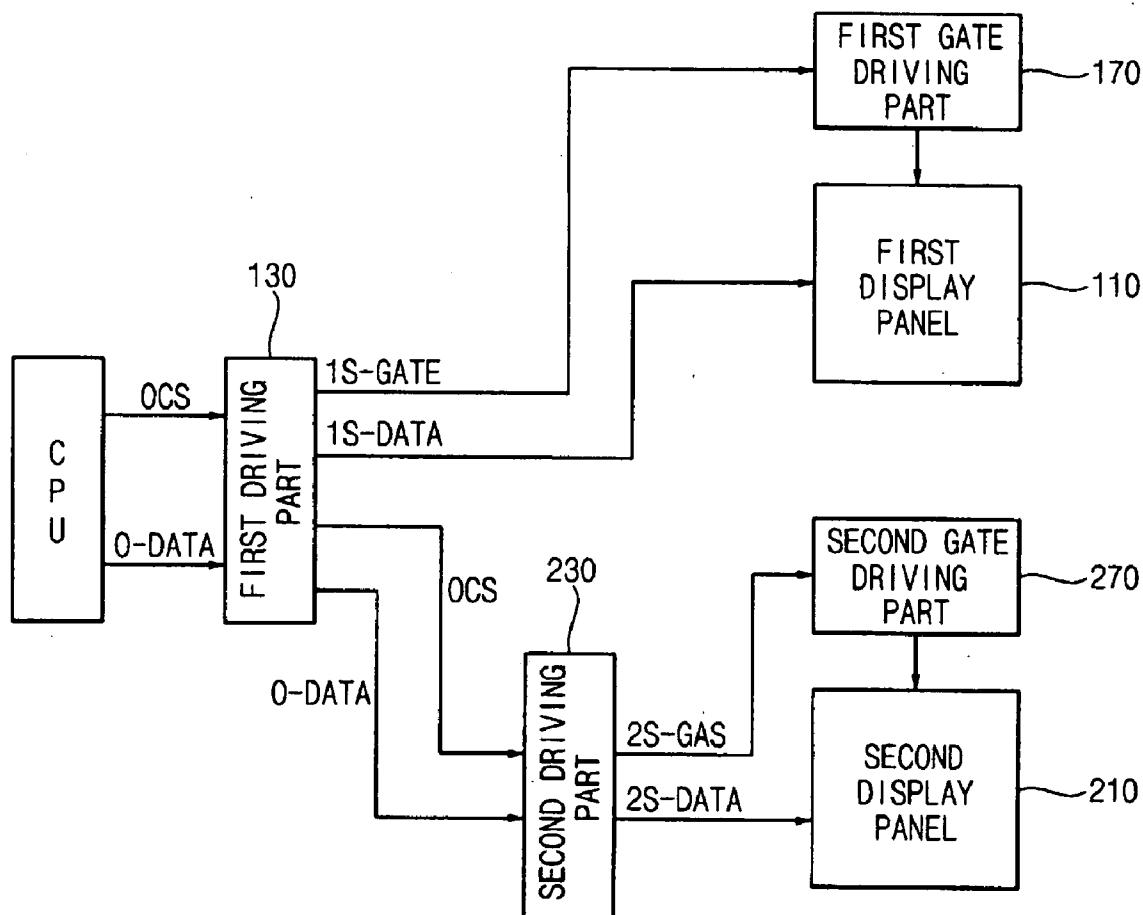 FIRST GATE
DRIVING
PART
170
FIRST
DISPLAY
PANEL
110
130
1S-GATE
OCS
1S-DATA
CPU
FIRST DRIVING
PART
O-DATA
OCS
230
SECOND GATE
DRIVING
PART
270
O-DATA
SECOND DRIVING
PART
2S-GAS
2S-DATA
SECOND
DISPLAY
PANEL
210